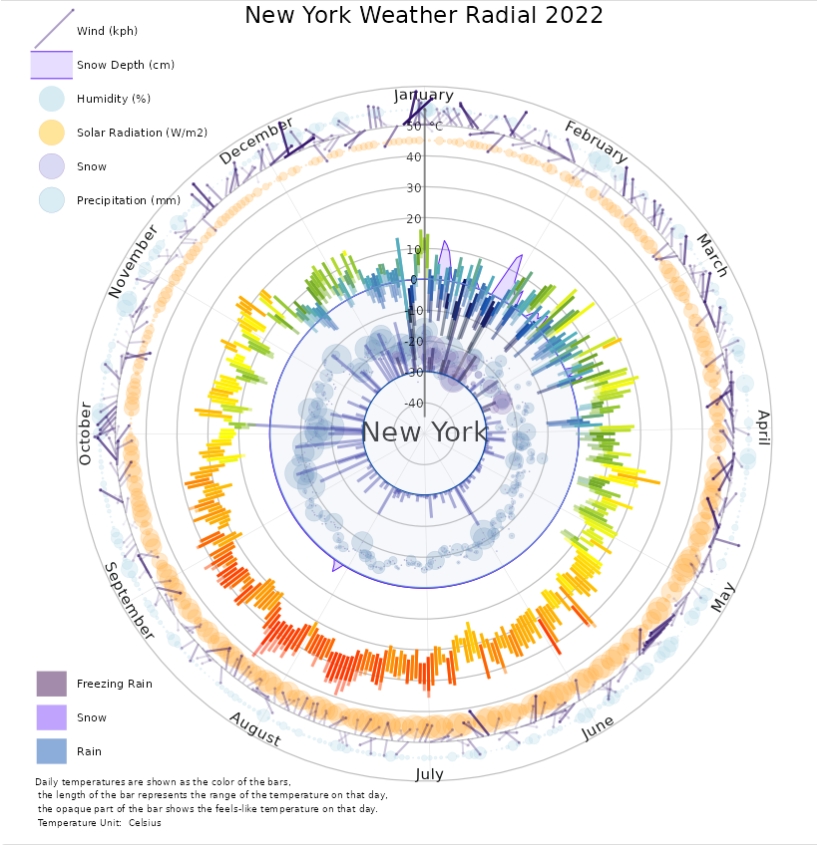 New York Weather Radial 2022
Wind (kph)
Snow Depth (cm)
Humidity (%)
Solar Radiation (W/m2)
Snow
Precipitation (mm)
January
February
March
April
May
June
July
August
September
October
November
December
50 °C
40
30
20
10
0
-10
-20
-30
-40
New York
Freezing Rain
Snow
Rain
Daily temperatures are shown as the color of the bars,
the length of the bar represents the range of the temperature on that day,
the opaque part of the bar shows the feels-like temperature on that day.
Temperature Unit: Celsius